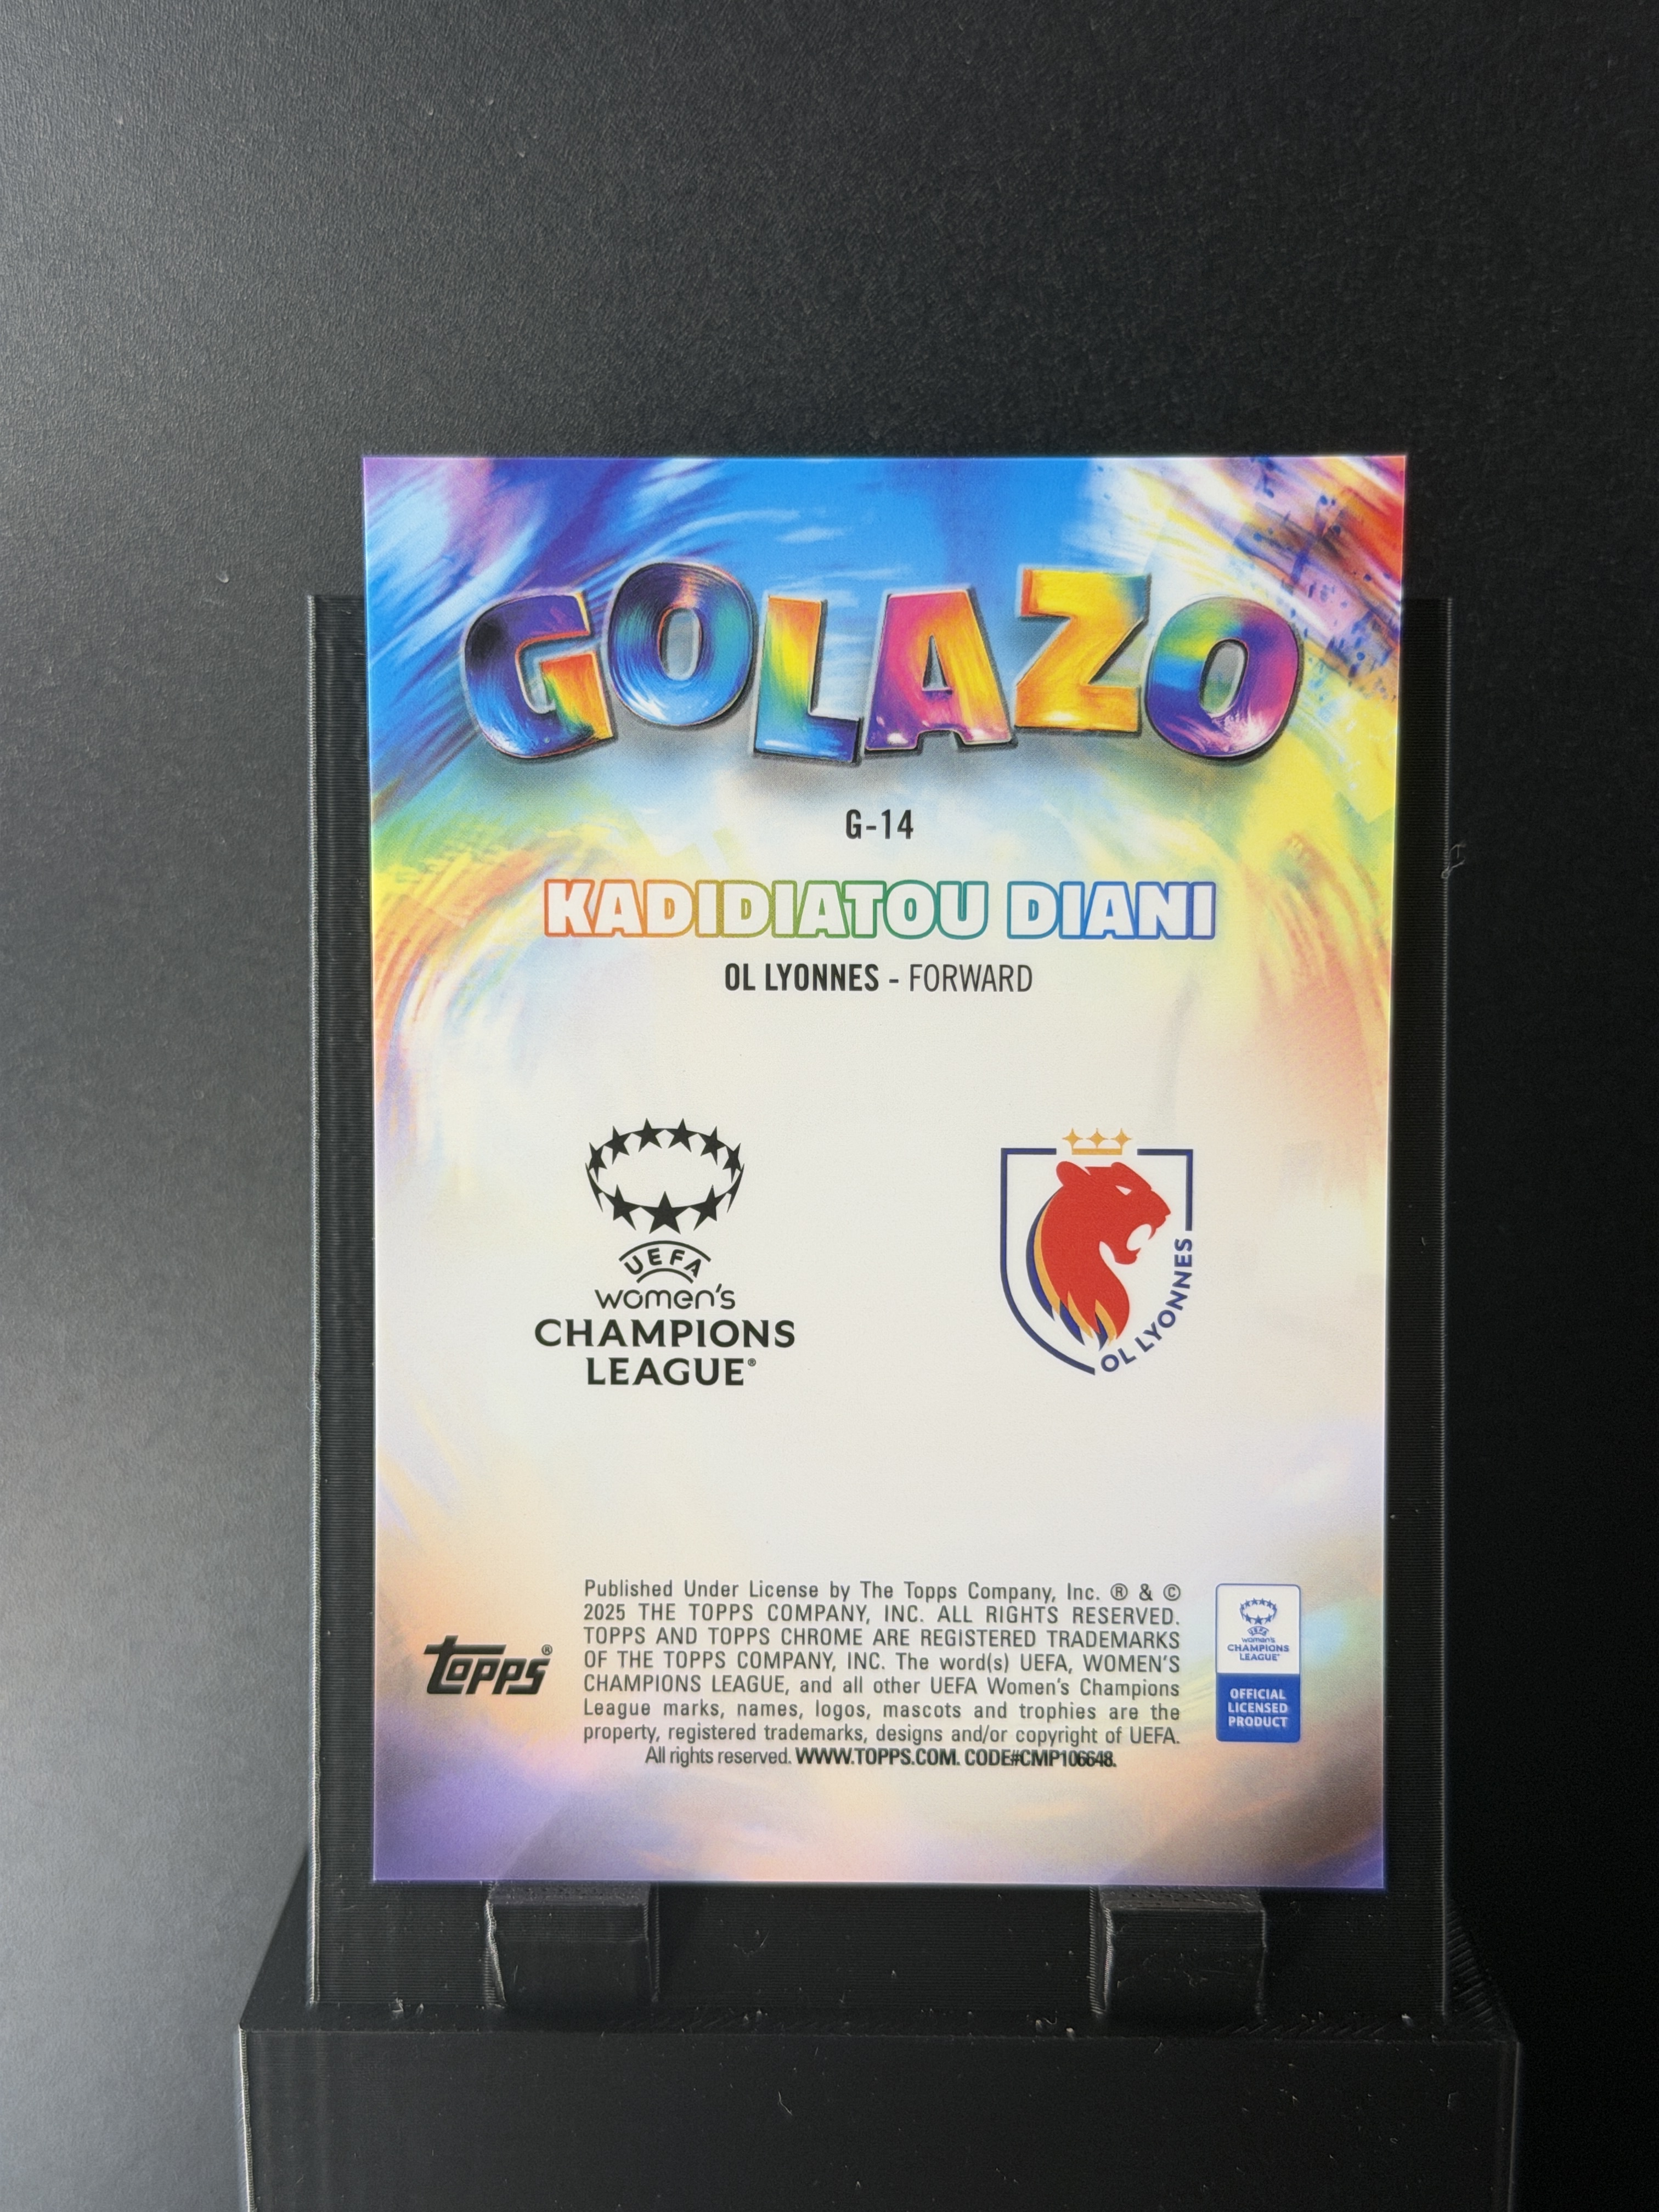 GOLAZO
G-14
KADIDIATOU DIANI
OL LYONNES - FORWARD
UEFA
women's
CHAMPIONS
LEAGUE®
OL LYONNES
topps®
Published Under License by The Topps Company, Inc. ® & ©
2025 THE TOPPS COMPANY, INC. ALL RIGHTS RESERVED.
TOPPS AND TOPPS CHROME ARE REGISTERED TRADEMARKS
OF THE TOPPS COMPANY, INC. The word(s) UEFA, WOMEN'S
CHAMPIONS LEAGUE, and all other UEFA Women's Champions
League marks, names, logos, mascots and trophies are the
property, registered trademarks, designs and/or copyright of UEFA.
All rights reserved. WWW.TOPPS.COM. CODE#CMP106648.
UEFA
women's
CHAMPIONS
LEAGUE
OFFICIAL
LICENSED
PRODUCT